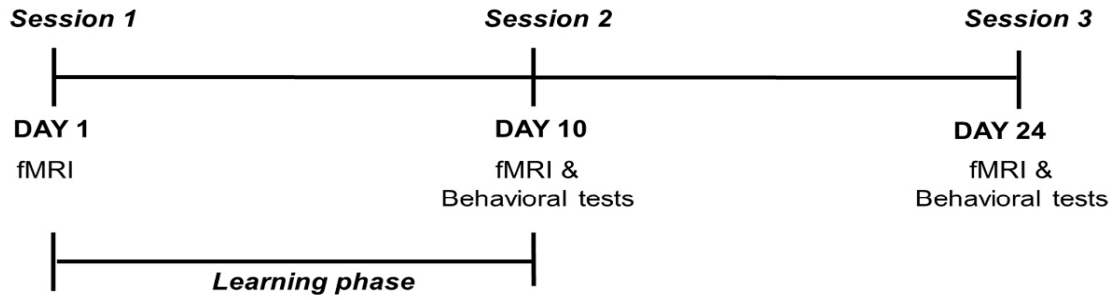 Session 1
Session 2
Session 3
DAY 1
DAY 10
DAY 24
fMRI
fMRI &
Behavioral tests
fMRI &
Behavioral tests
Learning phase